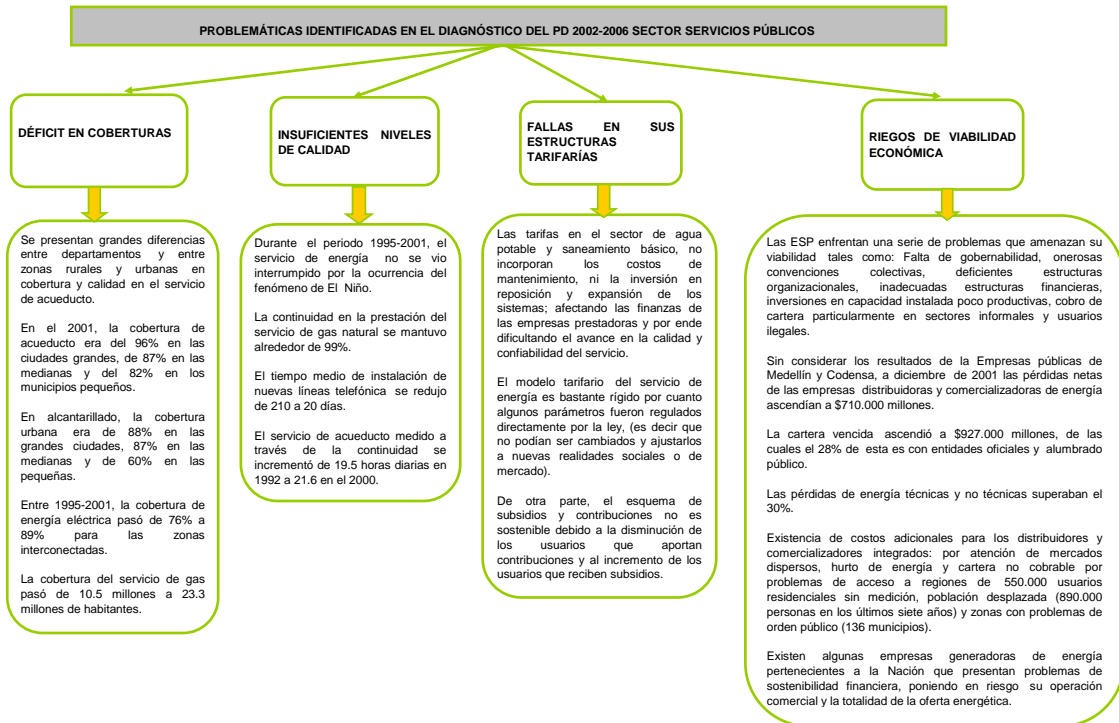 PROBLEMÁTICAS IDENTIFICADAS EN EL DIAGNÓSTICO DEL PD 2002-2006 SECTOR SERVICIOS PÚBLICOS
DÉFICIT EN COBERTURAS
Se presentan grandes diferencias
entre departamentos y entre
zonas rurales y urbanas en
cobertura y calidad en el servicio
de acueducto.
En el 2001, la cobertura de
acueducto era del 96% en las
ciudades grandes, de 87% en las
medianas y del 82% en los
municipios pequeños.
En alcantarillado, la cobertura
urbana era de 88% en las
grandes ciudades, 87% en las
medianas y de 60% en las
pequeñas.
Entre 1995-2001, la cobertura de
energía eléctrica pasó de 76% a
89% para las zonas
interconectadas.
La cobertura del servicio de gas
pasó de 10.5 millones a 23.3
millones de habitantes.
INSUFICIENTES NIVELES
DE CALIDAD
Durante el periodo 1995-2001, el
servicio de energía no se vio
interrumpido por la ocurrencia del
fenómeno de El Niño.
La continuidad en la prestación del
servicio de gas natural se mantuvo
alrededor de 99%.
El tiempo medio de instalación de
nuevas líneas telefónica se redujo
de 210 a 20 días.
El servicio de acueducto medido a
través de la continuidad se
incrementó de 19.5 horas diarias en
1992 a 21.6 en el 2000.
FALLAS EN SUS
ESTRUCTURAS
TARIFARÍAS
Las tarifas en el sector de agua
potable y saneamiento básico, no
incorporan los costos de
mantenimiento, ni la inversión en
reposición y expansión de los
sistemas; afectando las finanzas de
las empresas prestadoras y por ende
dificultando el avance en la calidad y
confiabilidad del servicio.
El modelo tarifario del servicio de
energía es bastante rígido por cuanto
algunos parámetros fueron regulados
directamente por la ley, (es decir que
no podían ser cambiados y ajustarlos
a nuevas realidades sociales o de
mercado).
De otra parte, el esquema de
subsidios y contribuciones no es
sostenible debido a la disminución de
los usuarios que aportan
contribuciones y al incremento de los
usuarios que reciben subsidios.
RIEGOS DE VIABILIDAD
ECONÓMICA
Las ESP enfrentan una serie de problemas que amenazan su
viabilidad tales como: Falta de gobernabilidad, onerosas
convenciones colectivas, deficientes estructuras
organizacionales, inadecuadas estructuras financieras,
inversiones en capacidad instalada poco productivas, cobro de
cartera particularmente en sectores informales y usuarios
ilegales.
Sin considerar los resultados de la Empresas públicas de
Medellín y Codensa, a diciembre de 2001 las pérdidas netas
de las empresas distribuidoras y comercializadoras de energía
ascendían a $710.000 millones.
La cartera vencida ascendió a $927.000 millones, de las
cuales el 28% de esta es con entidades oficiales y alumbrado
público.
Las pérdidas de energía técnicas y no técnicas superaban el
30%.
Existencia de costos adicionales para los distribuidores y
comercializadores integrados: por atención de mercados
dispersos, hurto de energía y cartera no cobrable por
problemas de acceso a regiones de 550.000 usuarios
residenciales sin medición, población desplazada (890.000
personas en los últimos siete años) y zonas con problemas de
orden público (136 municipios).
Existen algunas empresas generadoras de energía
pertenecientes a la Nación que presentan problemas de
sostenibilidad financiera, poniendo en riesgo su operación
comercial y la totalidad de la oferta energética.